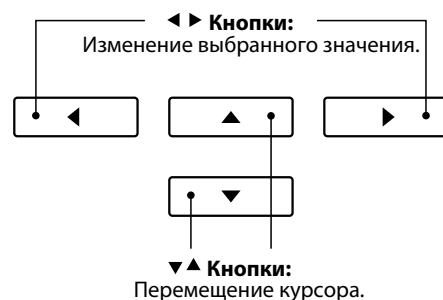 ◀ ▶ Кнопки:
Изменение выбранного значения.
▼▲ Кнопки:
Перемещение курсора.